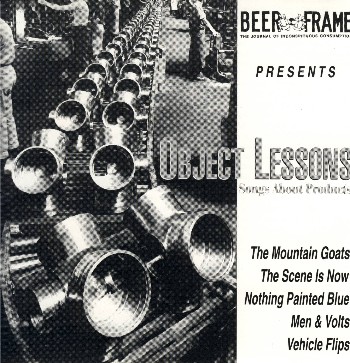 BEER FRAME
THE JOURNAL OF INCONSPICUOUS CONSUMPTION
PRESENTS
OBJECT LESSONS
Songs About Products
The Mountain Goats
The Scene Is Now
Nothing Painted Blue
Men & Volts
Vehicle Flips